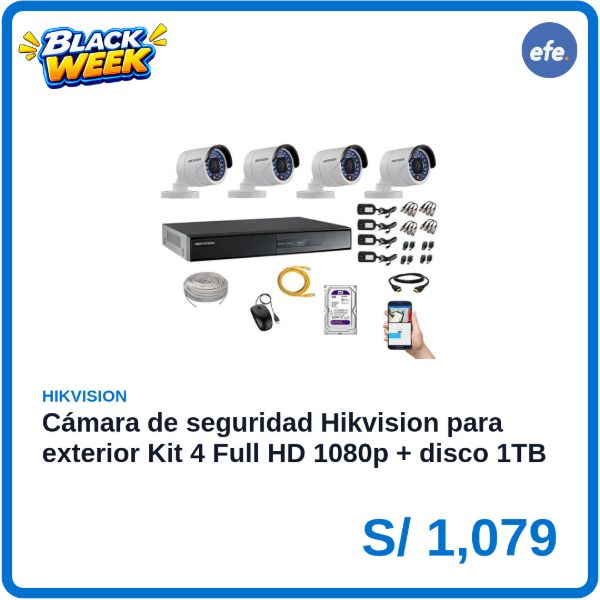 BLACK
WEEK
efe.
HIKVISION
HIKVISION
Cámara de seguridad Hikvision para
exterior Kit 4 Full HD 1080p + disco 1TB
S/ 1,079